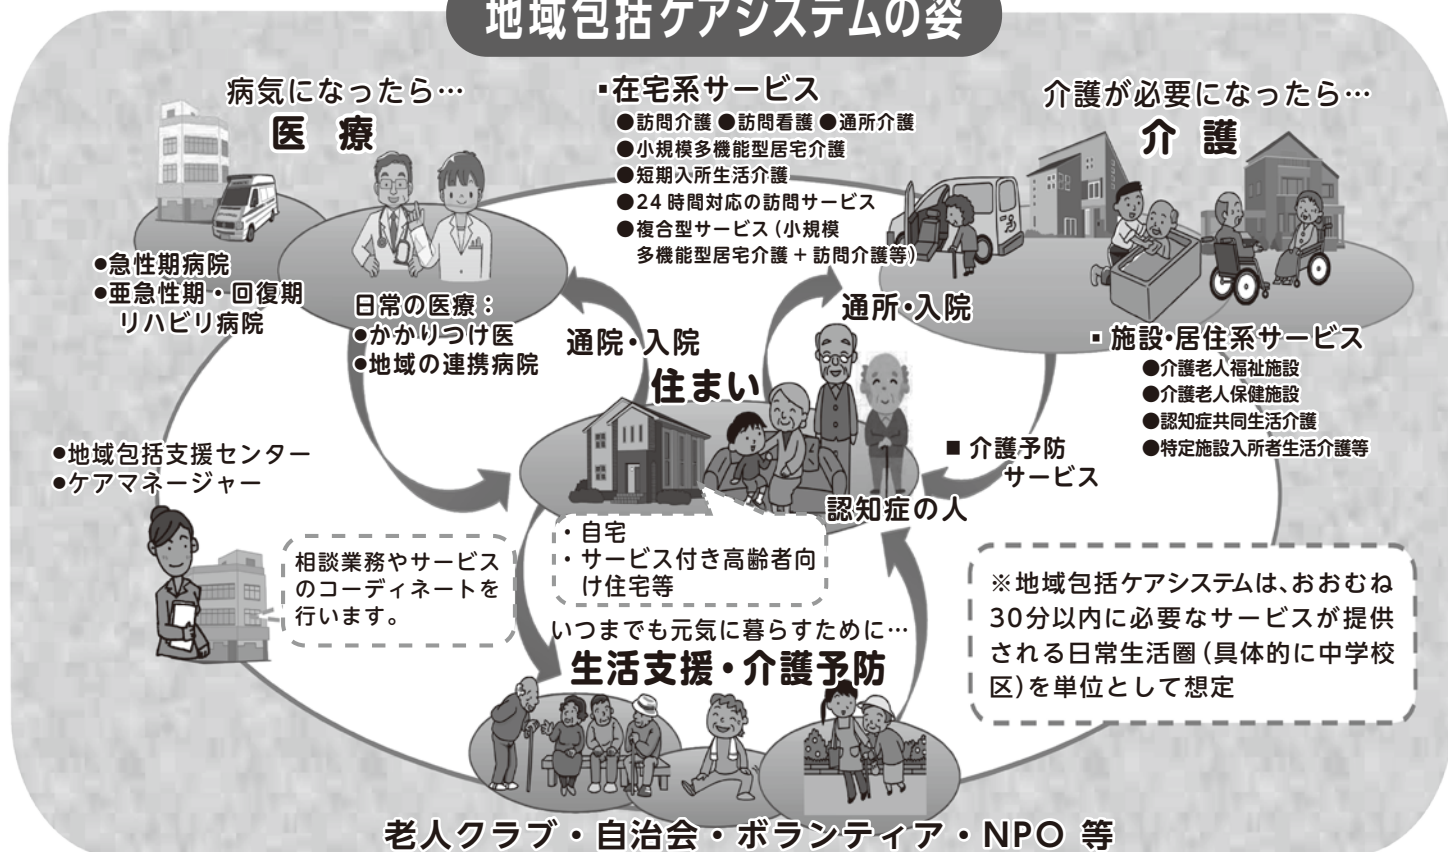 地域包括ケアシステムの姿
病気になったら…
医 療
●急性期病院
●亜急性期・回復期
リハビリ病院
日常の医療：
●かかりつけ医
●地域の連携病院
▪在宅系サービス
●訪問介護 ●訪問看護 ●通所介護
●小規模多機能型居宅介護
●短期入所生活介護
●24 時間対応の訪問サービス
●複合型サービス（小規模
多機能型居宅介護 + 訪問介護等）
介護が必要になったら…
介 護
通院・入院
通所・入院
▪ 施設・居住系サービス
●介護老人福祉施設
●介護老人保健施設
●認知症共同生活介護
●特定施設入所者生活介護等
住まい
■ 介護予防
サービス
認知症の人
●地域包括支援センター
●ケアマネージャー
相談業務やサービス
のコーディネートを
行います。
・自宅
・サービス付き高齢者向
け住宅等
※地域包括ケアシステムは、おおむね
30分以内に必要なサービスが提供
される日常生活圏（具体的に中学校
区）を単位として想定
いつまでも元気に暮らすために…
生活支援・介護予防
老人クラブ・自治会・ボランティア・NPO 等